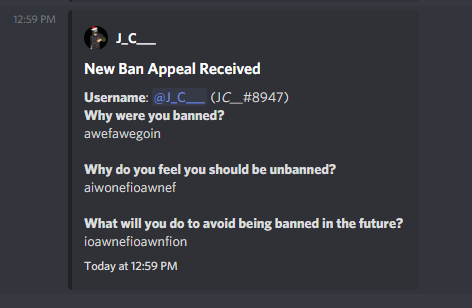 12:59 PM
J_C___
New Ban Appeal Received
Username: @J_C___ (JC__#8947)
Why were you banned?
awefawegoin
Why do you feel you should be unbanned?
aiwonefioawnef
What will you do to avoid being banned in the future?
ioawnefioawnfion
Today at 12:59 PM